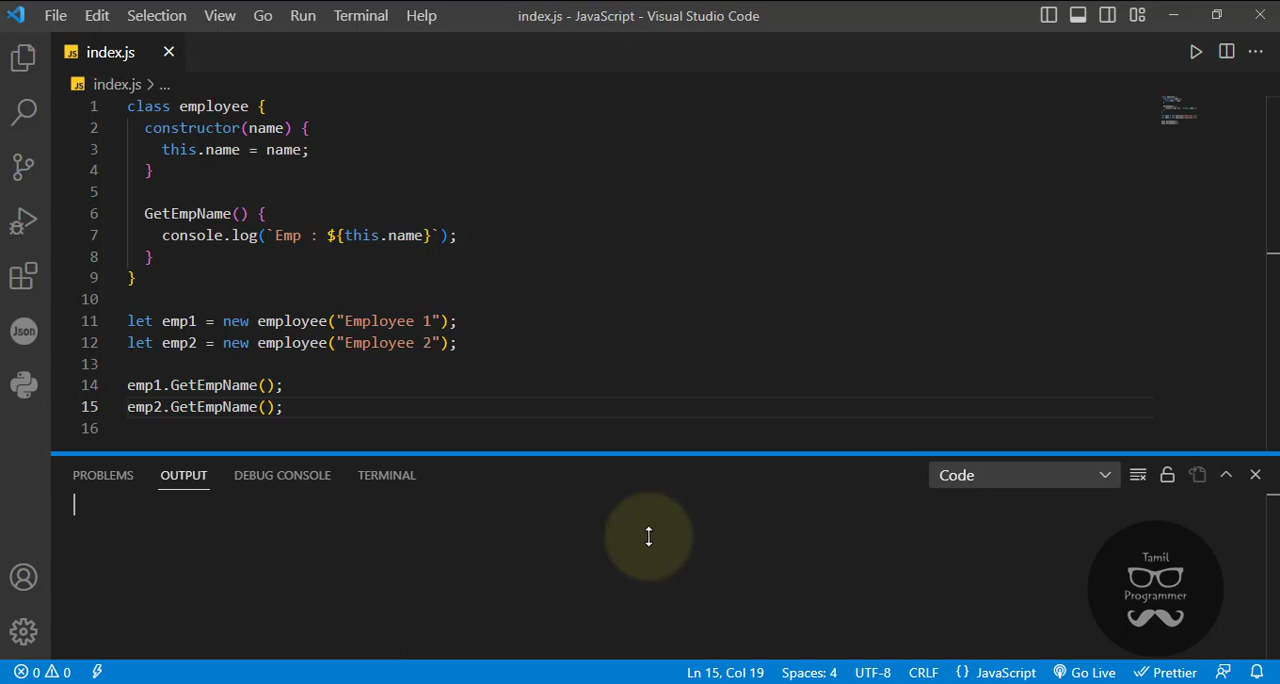 File Edit Selection View Go Run Terminal Help index.js - JavaScript - Visual Studio Code
JS index.js
JS index.js > ...
1 class employee {
2 constructor(name) {
3 this.name = name;
4 }
5
6 GetEmpName() {
7 console.log(`Emp : ${this.name}`);
8 }
9 }
10
11 let emp1 = new employee("Employee 1");
12 let emp2 = new employee("Employee 2");
13
14 emp1.GetEmpName();
15 emp2.GetEmpName();
16
PROBLEMS OUTPUT DEBUG CONSOLE TERMINAL Code
Json
Tamil
Programmer
0 0 Ln 15, Col 19 Spaces: 4 UTF-8 CRLF {} JavaScript Go Live Prettier